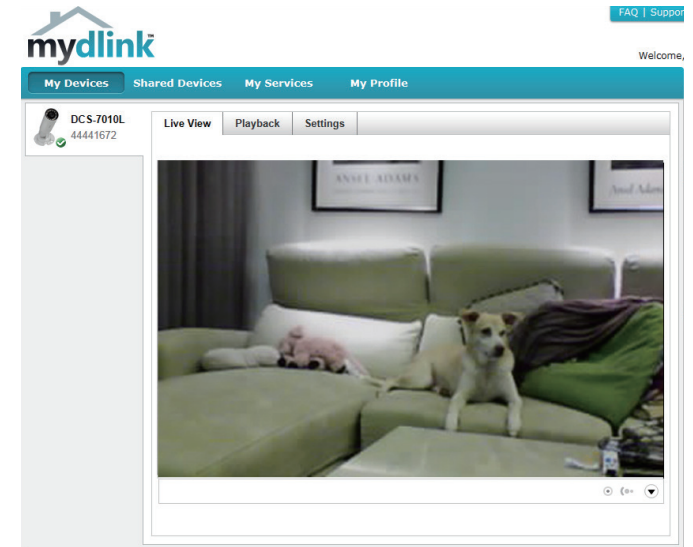 FAQ | Suppor
mydlink
Welcome,
My Devices
Shared Devices
My Services
My Profile
DCS-7010L
44441672
Live View
Playback
Settings
ANSEL ADAMS
Ansel Adam